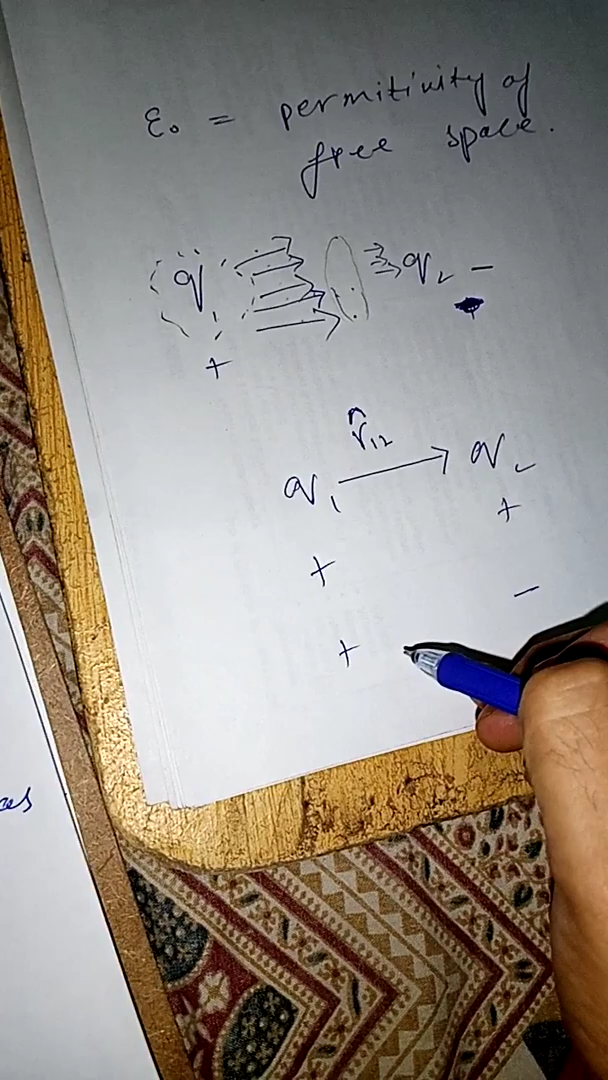 ε₀ = permitivity of
free space.
q₁ q₂ −
+
r̂₁₂
q₁ q₂
+
+ −
+